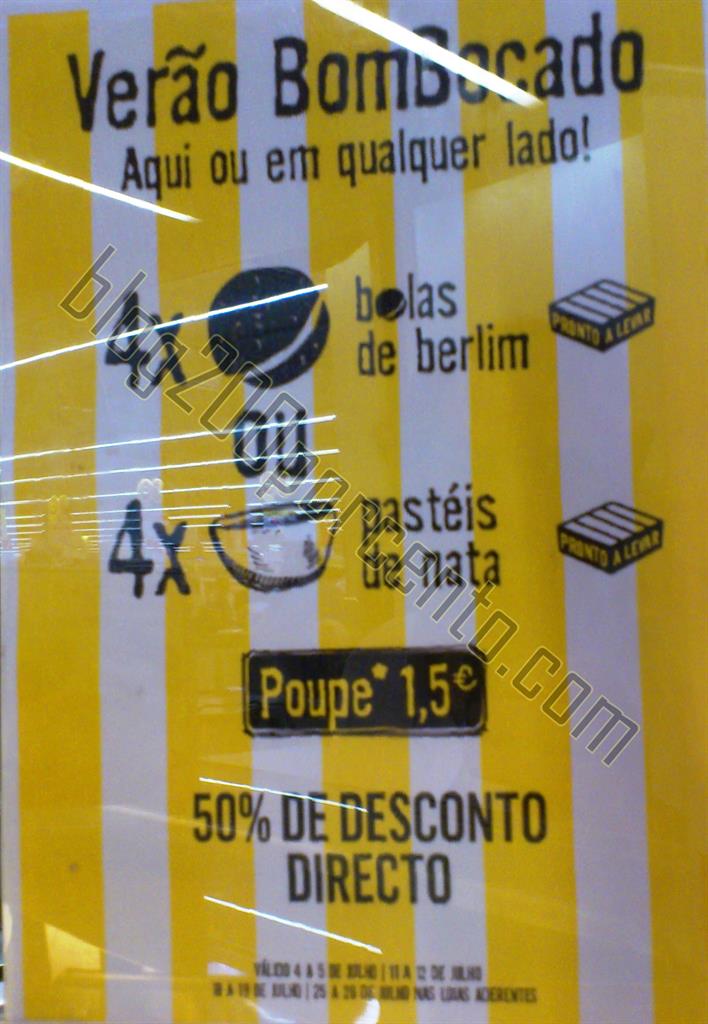 Verão BomBocado
Aqui ou em qualquer lado!
4x bolas
de berlim
PRONTO A LEVAR
ou
4x pastéis
de nata
PRONTO A LEVAR
Poupe* 1,5€
50% DE DESCONTO
DIRECTO
VÁLIDO 4 A 5 DE JULHO | 11 A 12 DE JULHO
18 A 19 DE JULHO | 25 A 26 DE JULHO NAS LOJAS ADERENTES
blog200porcento.com